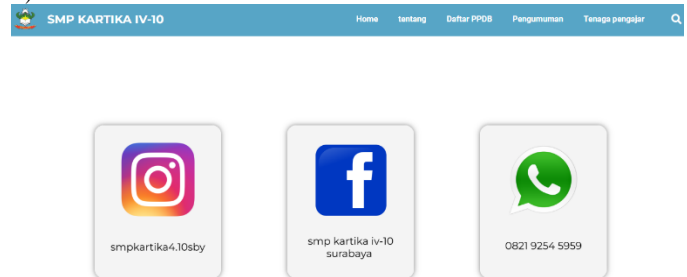 SMP KARTIKA IV-10 Home tentang Daftar PPDB Pengumuman Tenaga pengajar
smpkartika4.10sby
smp kartika iv-10
surabaya
0821 9254 5959